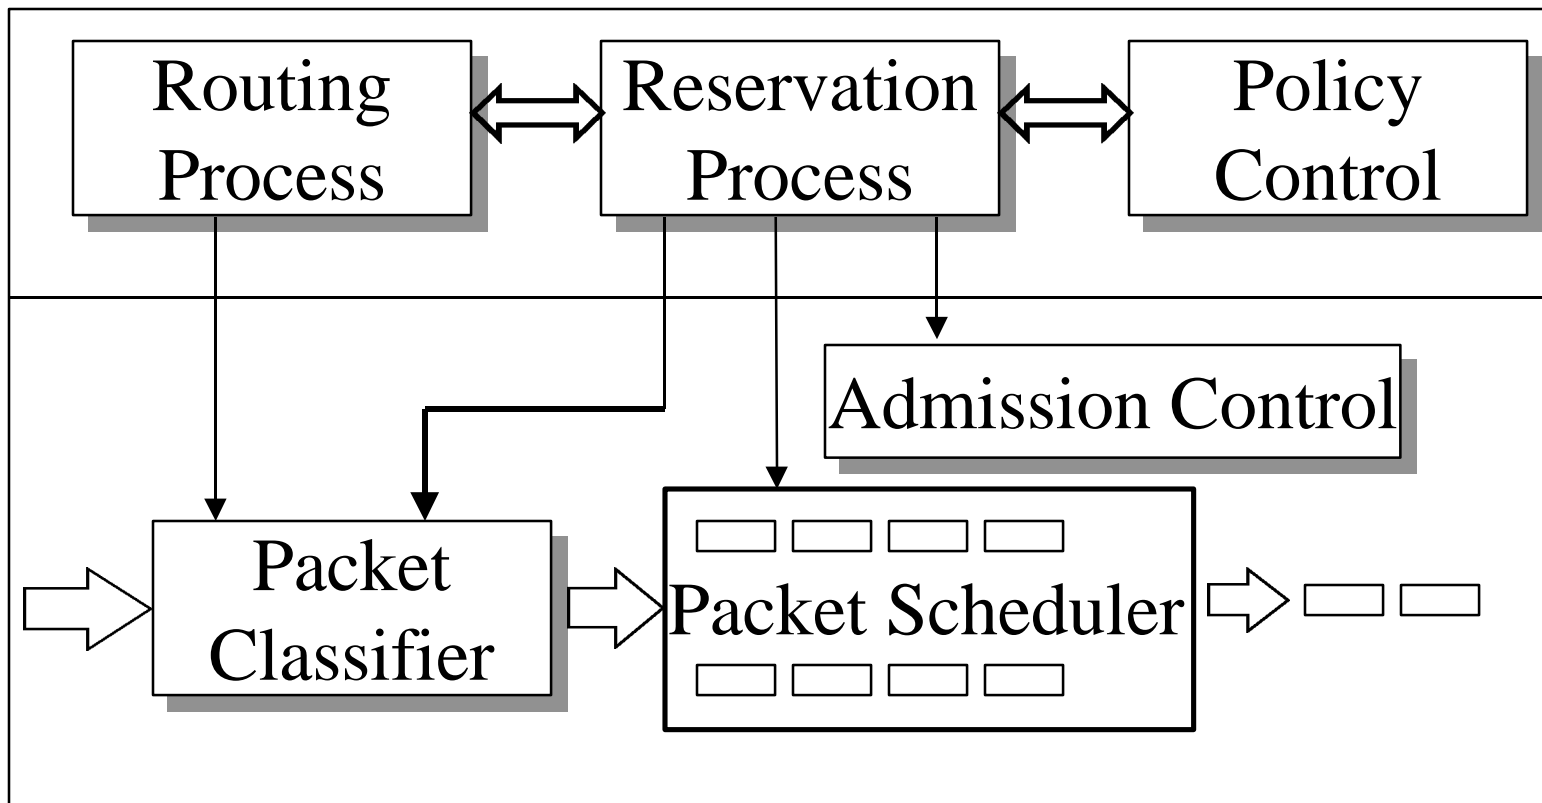 Routing
Process
Reservation
Process
Policy
Control
Admission Control
Packet
Classifier
Packet Scheduler